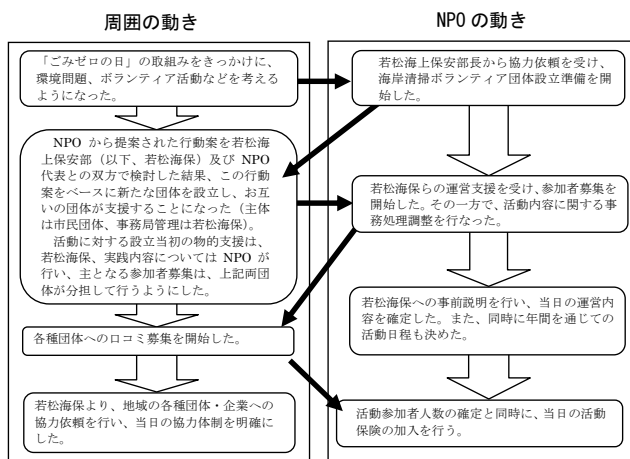 周囲の動き
「ごみゼロの日」の取組みをきっかけに、
環境問題、ボランティア活動などを考える
ようになった。
NPO から提案された行動案を若松海
上保安部（以下、若松海保）及び NPO
代表との双方で検討した結果、この行動
案をベースに新たな団体を設立し、お互
いの団体が支援することになった（主体
は市民団体、事務局管理は若松海保）。
活動に対する設立当初の物的支援は、
若松海保、実践内容については NPO が
行い、主となる参加者募集は、上記両団
体が分担して行うようにした。
各種団体への口コミ募集を開始した。
若松海保より、地域の各種団体・企業への
協力依頼を行い、当日の協力体制を明確に
した。
NPO の動き
若松海上保安部長から協力依頼を受け、
海岸清掃ボランティア団体設立準備を開
始した。
若松海保らの運営支援を受け、参加者募集を
開始した。その一方で、活動内容に関する事
務処理調整を行なった。
若松海保への事前説明を行い、当日の運営内
容を確定した。また、同時に年間を通じての
活動日程も決めた。
活動参加者人数の確定と同時に、当日の活動
保険の加入を行う。